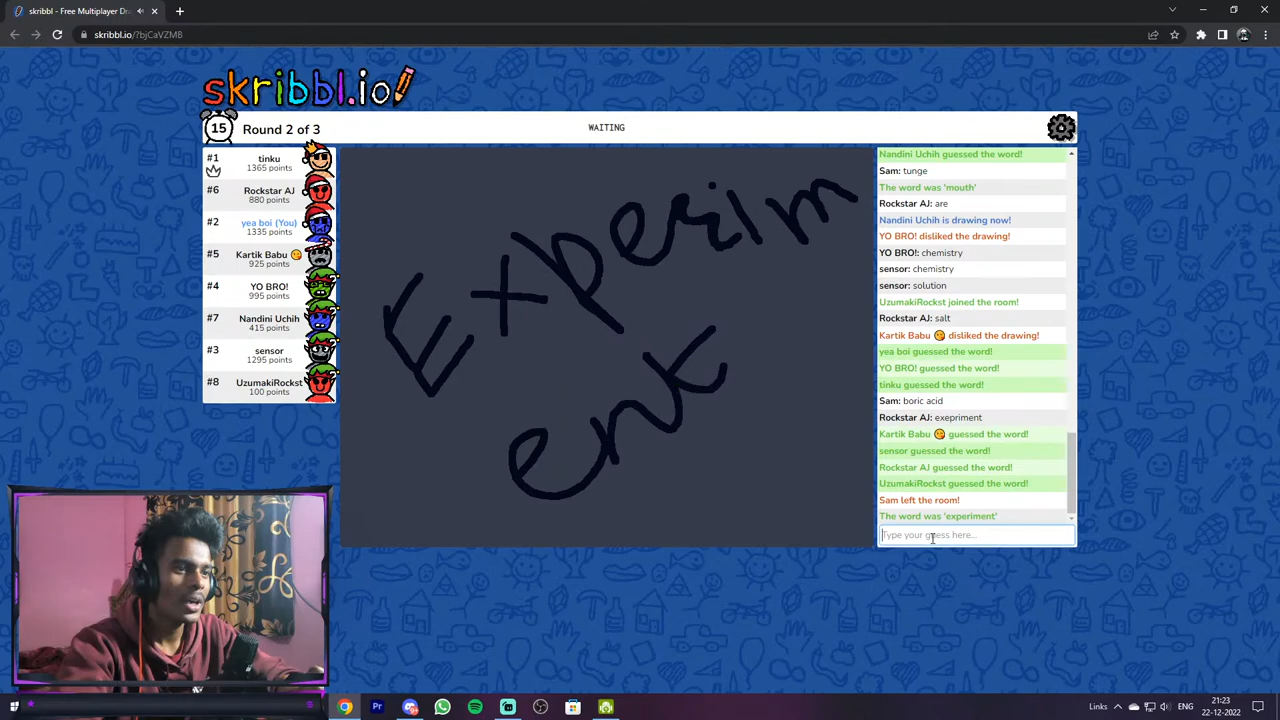 skribbl - Free Multiplayer Dra
skribbl.io/?bjCaVZM8
skribbl.io
15
Round 2 of 3
WAITING
#1
tinku
1365 points
#6
Rockstar AJ
880 points
#2
yea boi (You)
1335 points
#5
Kartik Babu 😋
925 points
#4
YO BRO!
995 points
#7
Nandini Uchih
415 points
#3
sensor
1295 points
#8
UzumakiRockst
100 points
Experim
ent
Nandini Uchih guessed the word!
Sam: tunge
The word was 'mouth'
Rockstar AJ: are
Nandini Uchih is drawing now!
YO BRO! disliked the drawing!
YO BRO!: chemistry
sensor: chemistry
sensor: solution
UzumakiRockst joined the room!
Rockstar AJ: salt
Kartik Babu 😋 disliked the drawing!
yea boi guessed the word!
YO BRO! guessed the word!
tinku guessed the word!
Sam: boric acid
Rockstar AJ: exepriment
Kartik Babu 😋 guessed the word!
sensor guessed the word!
Rockstar AJ guessed the word!
UzumakiRockst guessed the word!
Sam left the room!
The word was 'experiment'
Type your guess here...
Pr
Links
ENG
21:23
22-12-2022